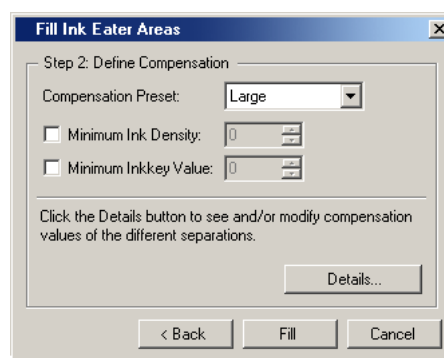 Fill Ink Eater Areas
Step 2: Define Compensation
Compensation Preset: Large
Minimum Ink Density: 0
Minimum Inkkey Value: 0
Click the Details button to see and/or modify compensation
values of the different separations.
Details...
< Back Fill Cancel